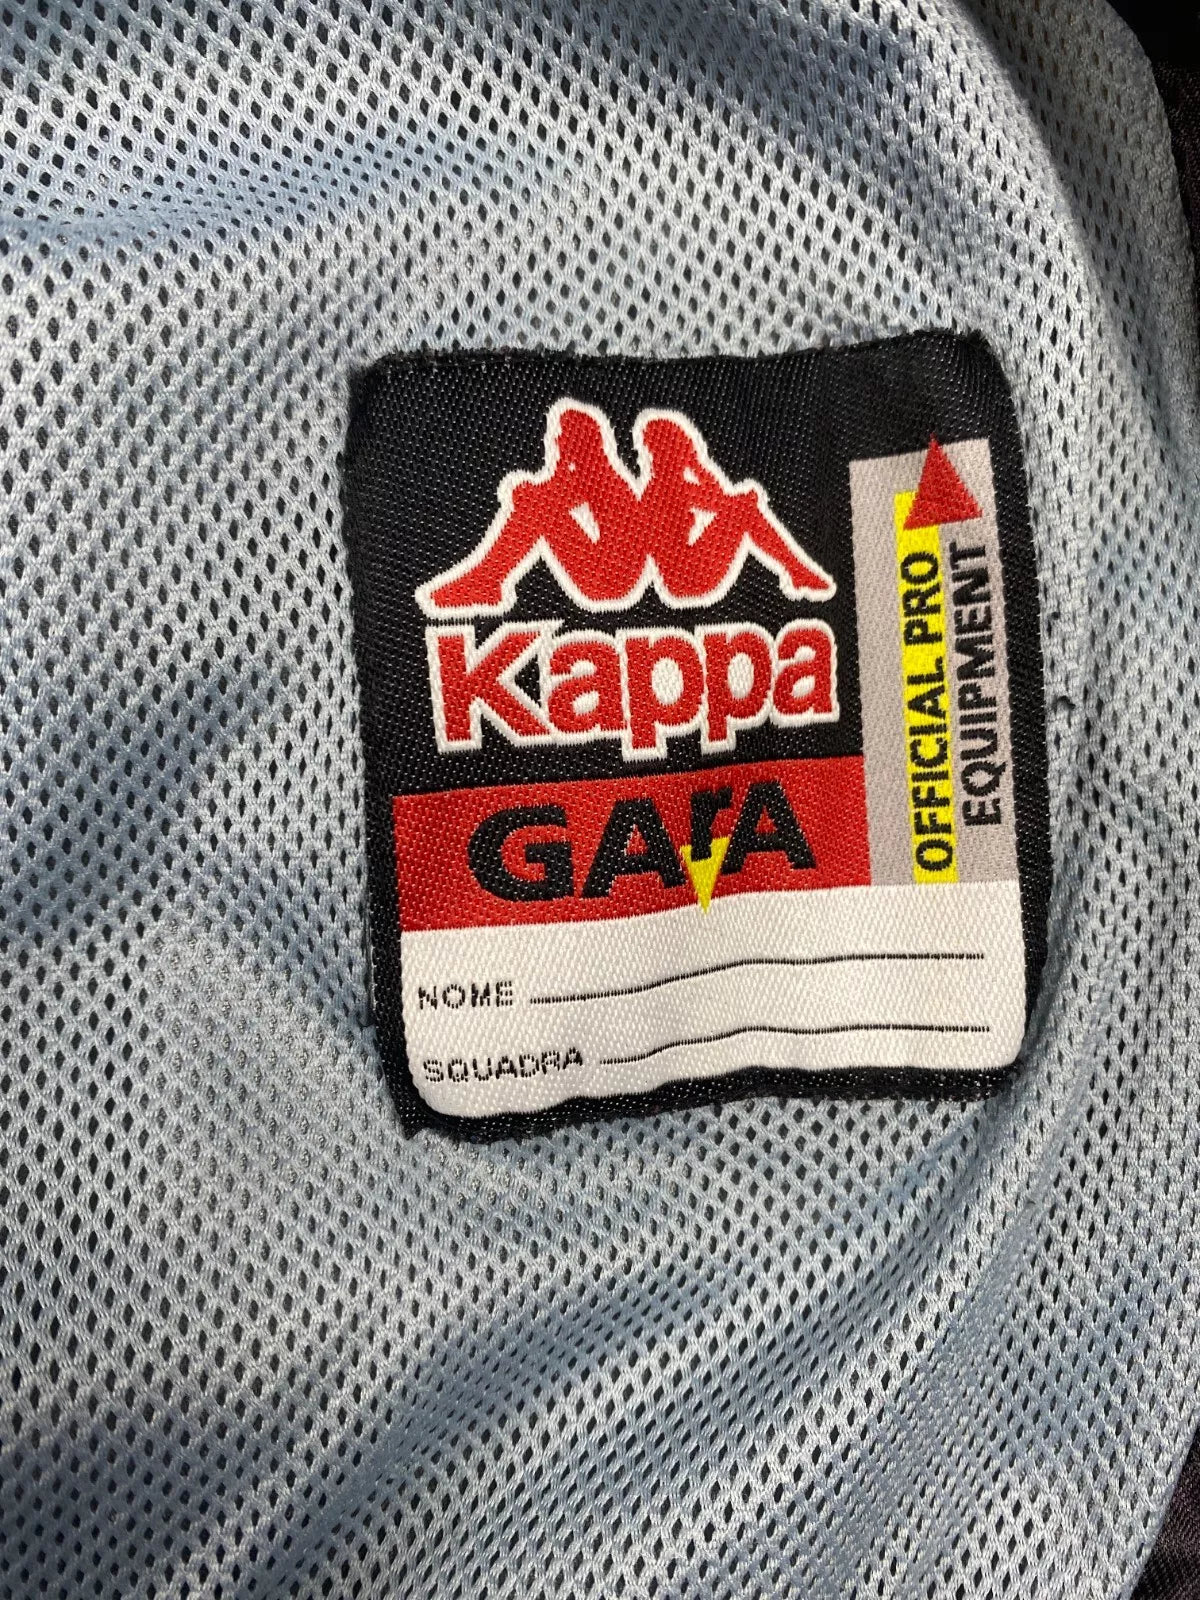 Kappa
GArA
OFFICIAL PRO
EQUIPMENT
NOME
SQUADRA